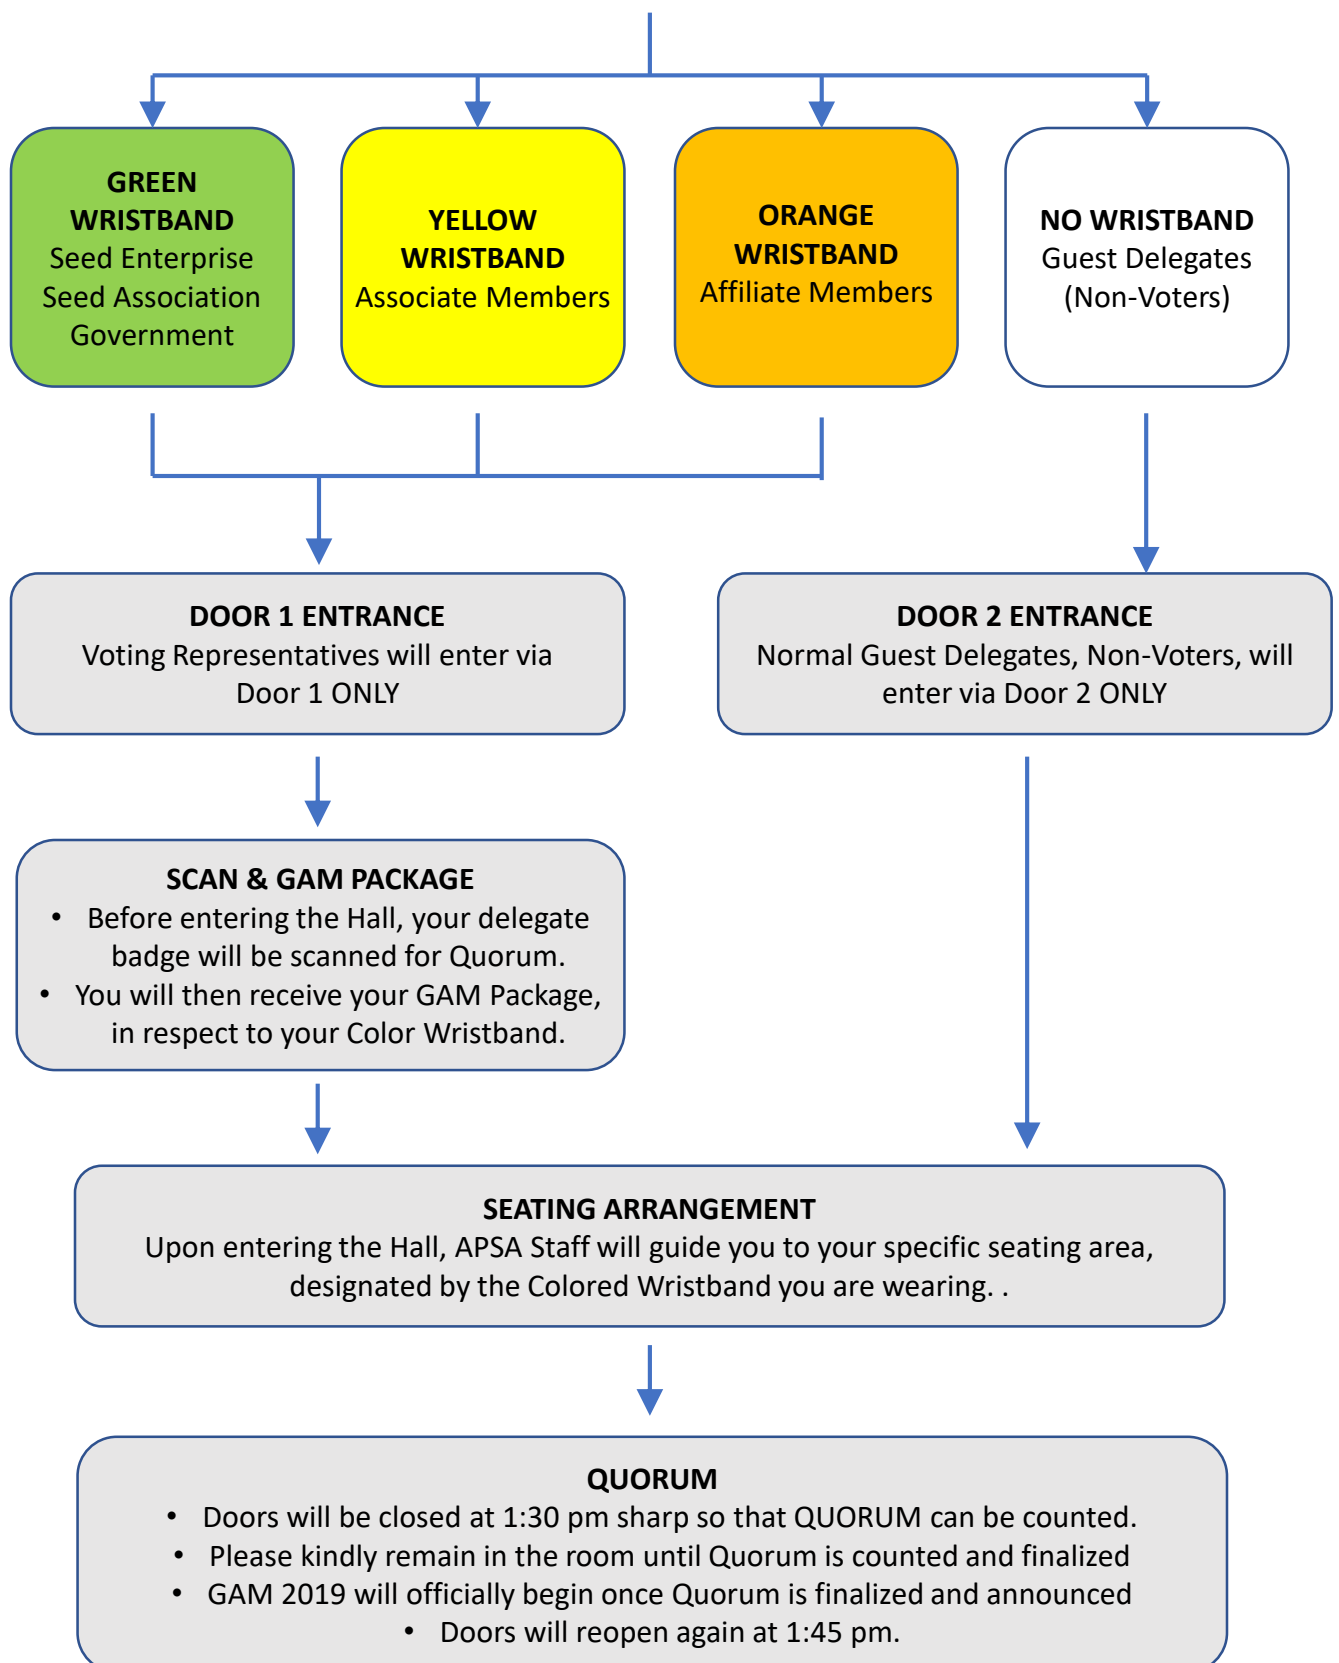 GREEN
WRISTBAND
Seed Enterprise
Seed Association
Government
YELLOW
WRISTBAND
Associate Members
ORANGE
WRISTBAND
Affiliate Members
NO WRISTBAND
Guest Delegates
(Non-Voters)
DOOR 1 ENTRANCE
Voting Representatives will enter via
Door 1 ONLY
DOOR 2 ENTRANCE
Normal Guest Delegates, Non-Voters, will
enter via Door 2 ONLY
SCAN & GAM PACKAGE
• Before entering the Hall, your delegate
badge will be scanned for Quorum.
• You will then receive your GAM Package,
in respect to your Color Wristband.
SEATING ARRANGEMENT
Upon entering the Hall, APSA Staff will guide you to your specific seating area,
designated by the Colored Wristband you are wearing. .
QUORUM
• Doors will be closed at 1:30 pm sharp so that QUORUM can be counted.
• Please kindly remain in the room until Quorum is counted and finalized
• GAM 2019 will officially begin once Quorum is finalized and announced
• Doors will reopen again at 1:45 pm.